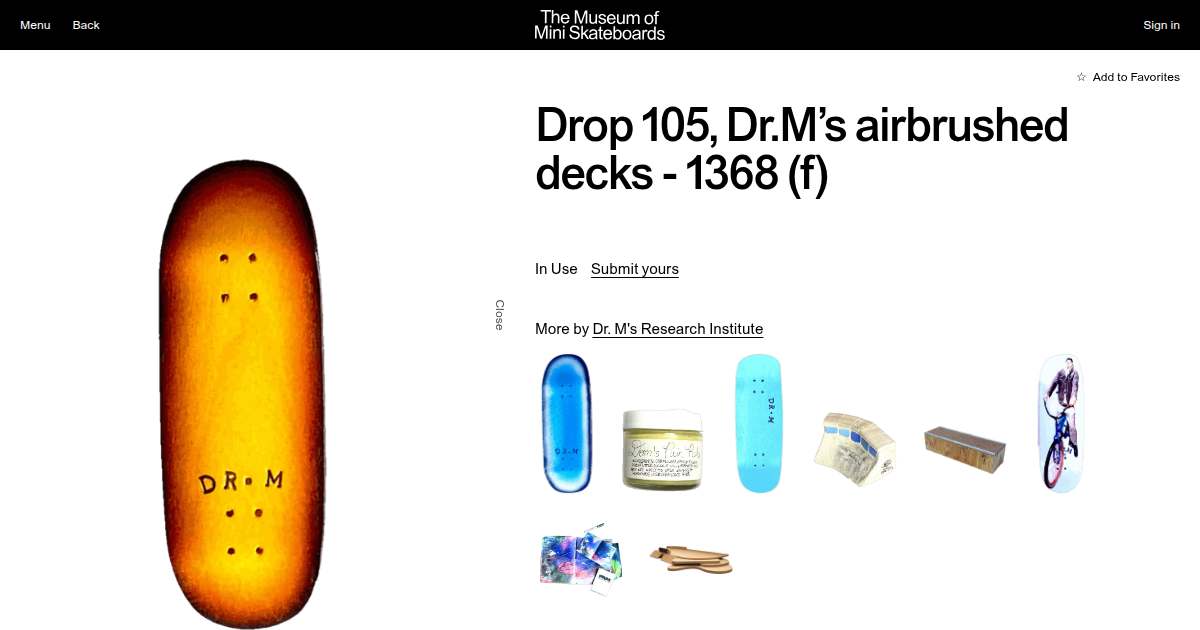 Menu
Back
The Museum of
Mini Skateboards
Sign in
☆ Add to Favorites
Drop 105, Dr.M’s airbrushed
decks - 1368 (f)
In Use
Submit yours
Close
More by Dr. M's Research Institute
DR•M
DR•M
DR•M